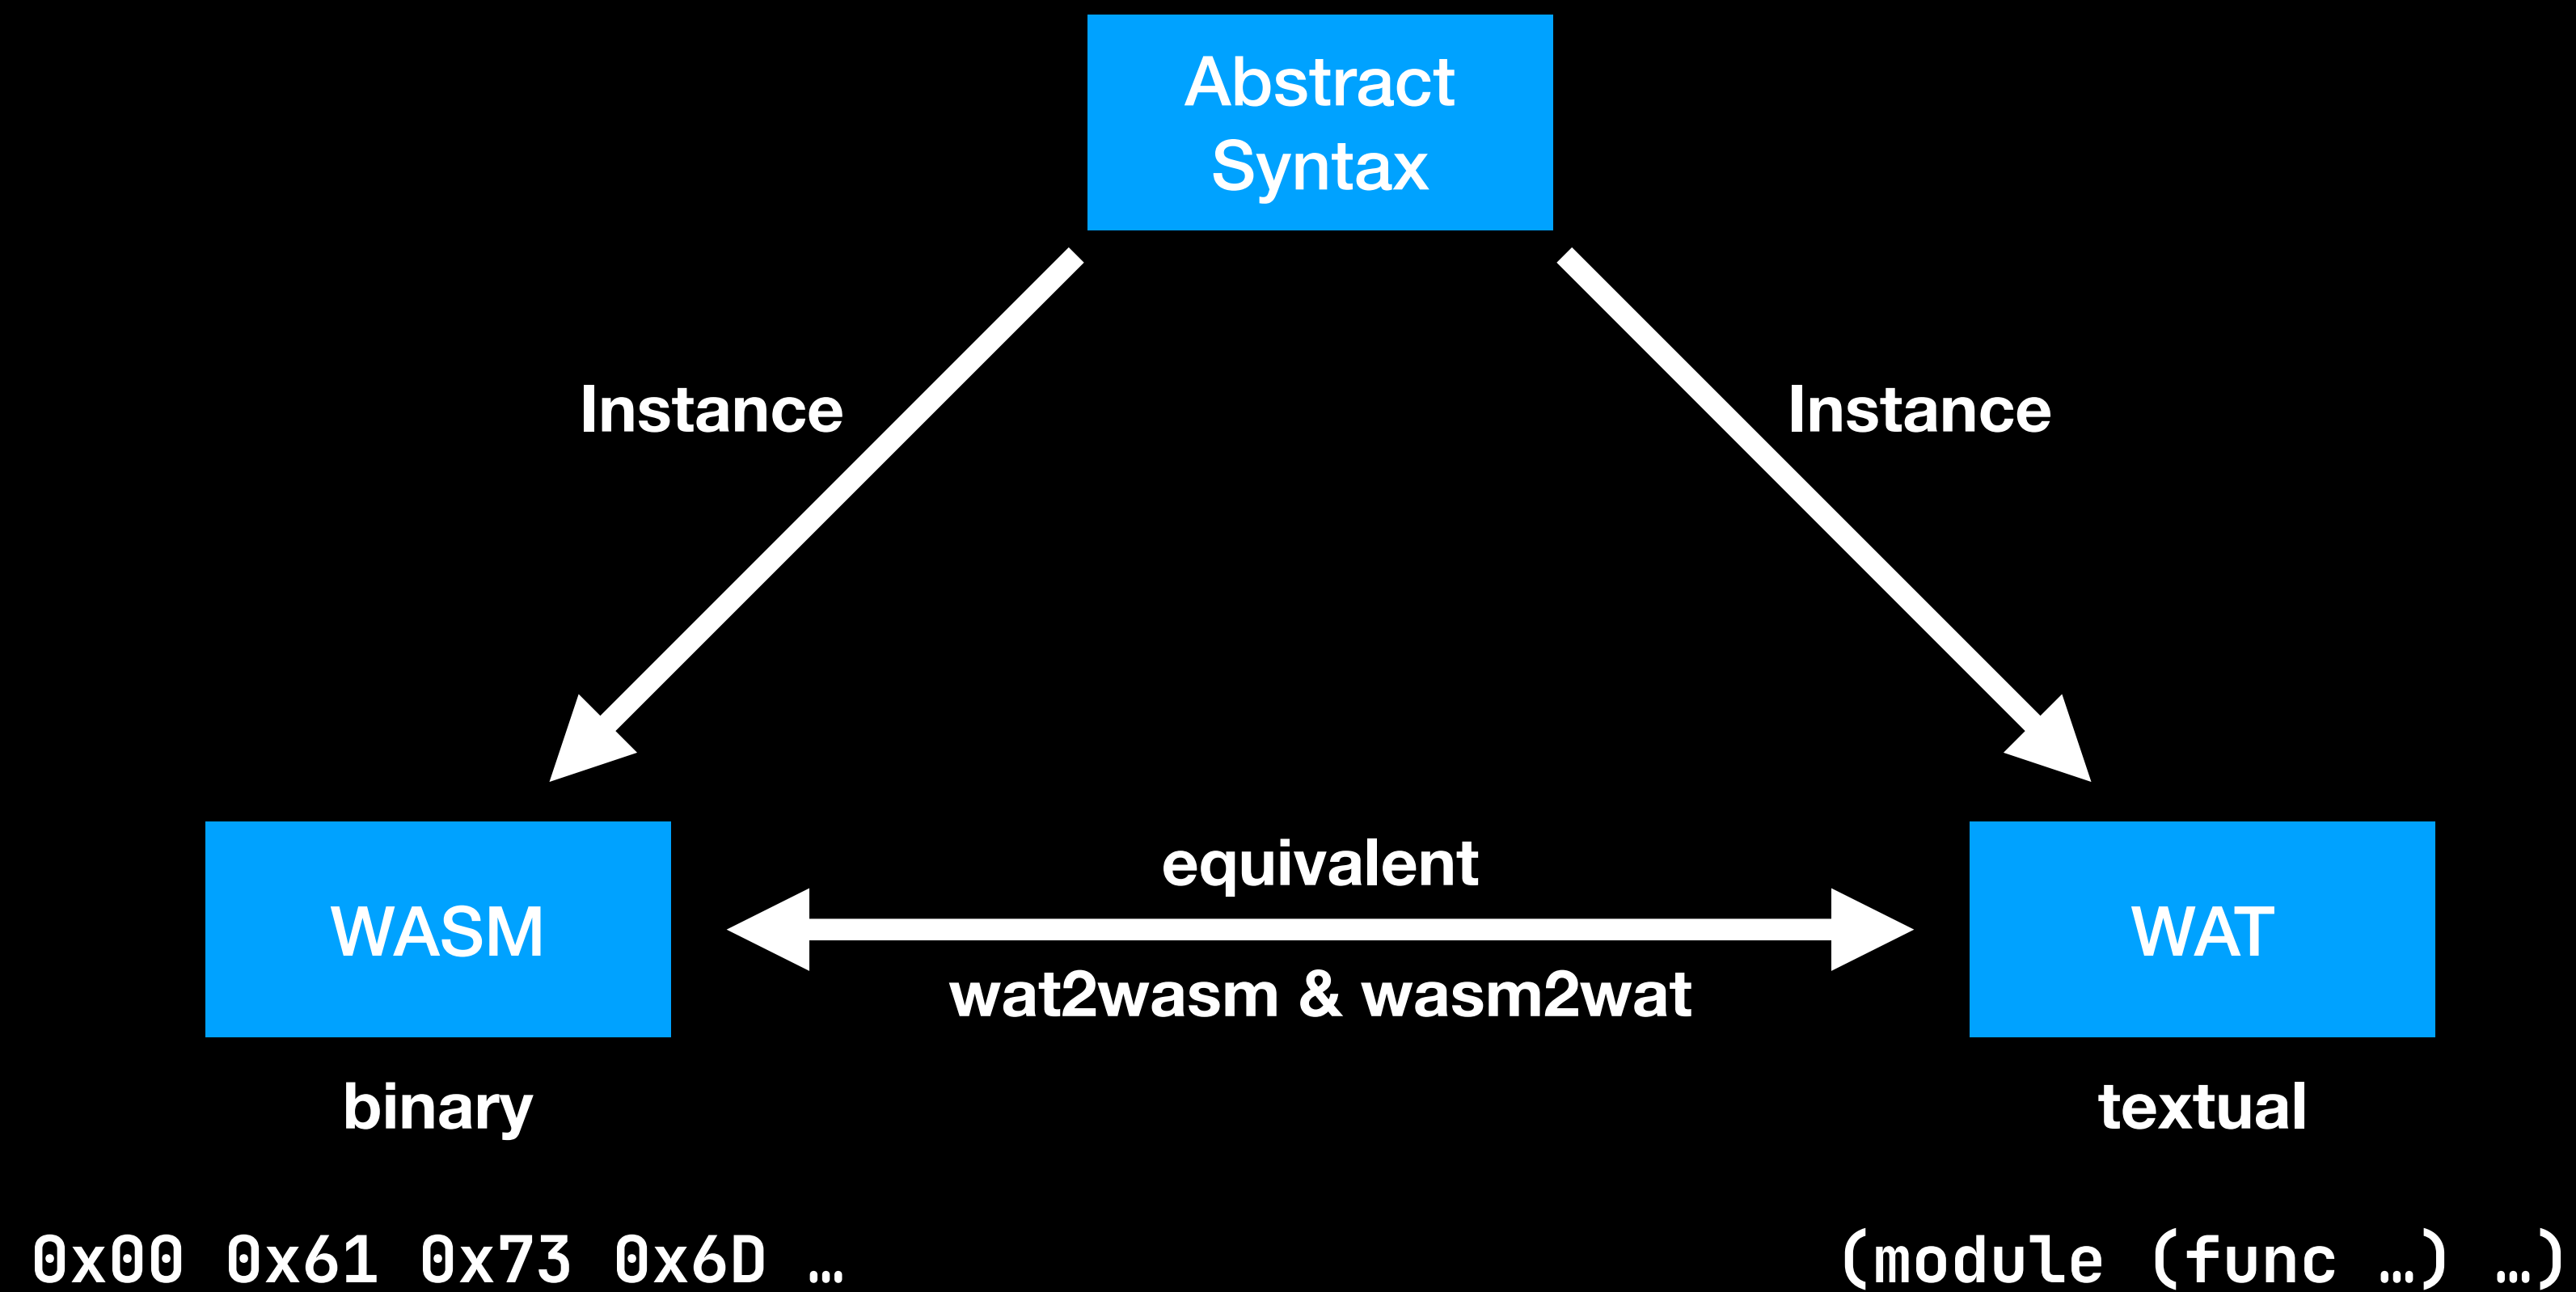 Abstract
Syntax
Instance
Instance
equivalent
WASM
WAT
wat2wasm & wasm2wat
binary
textual
0x00 0x61 0x73 0x6D …
(module (func …) …)